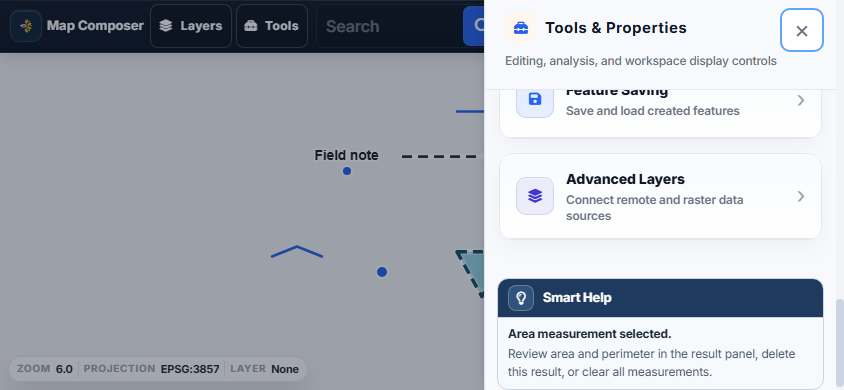 Map Composer
Layers
Tools
Search
Tools & Properties
Editing, analysis, and workspace display controls
Feature Saving
Save and load created features
Advanced Layers
Connect remote and raster data
sources
Smart Help
Area measurement selected.
Review area and perimeter in the result panel, delete
this result, or clear all measurements.
Field note
ZOOM 6.0 PROJECTION EPSG:3857 LAYER None